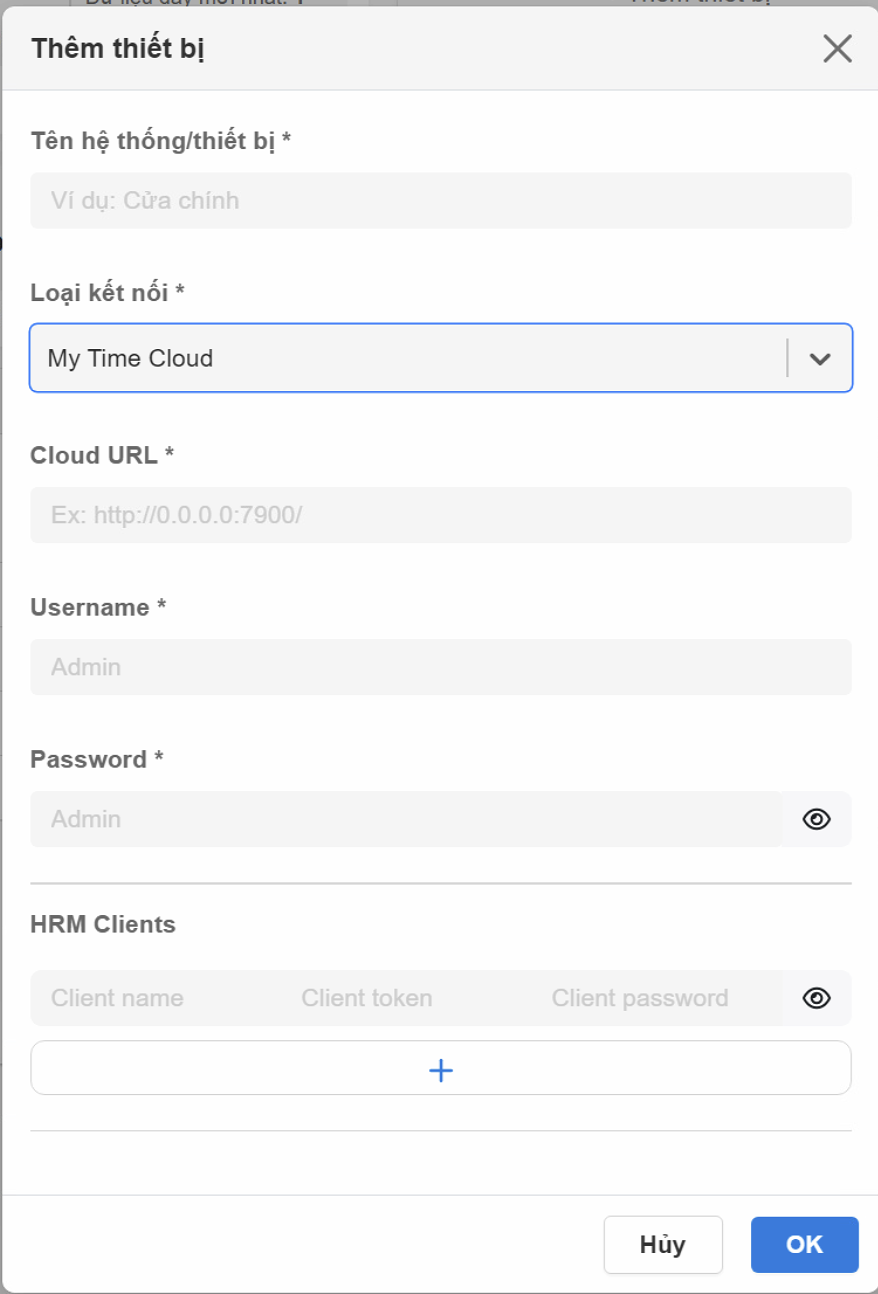 Thêm thiết bị
Tên hệ thống/thiết bị *
Ví dụ: Cửa chính
Loại kết nối *
My Time Cloud
Cloud URL *
Ex: http://0.0.0.0:7900/
Username *
Admin
Password *
Admin
HRM Clients
Client name Client token Client password
+
Hủy OK